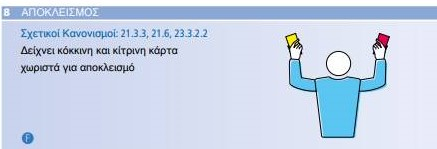 8 ΑΠΟΚΛΕΙΣΜΟΣ
Σχετικοί Κανονισμοί: 21.3.3, 21.6, 23.3.2.2
Δείχνει κόκκινη και κίτρινη κάρτα
χωριστά για αποκλεισμό
F